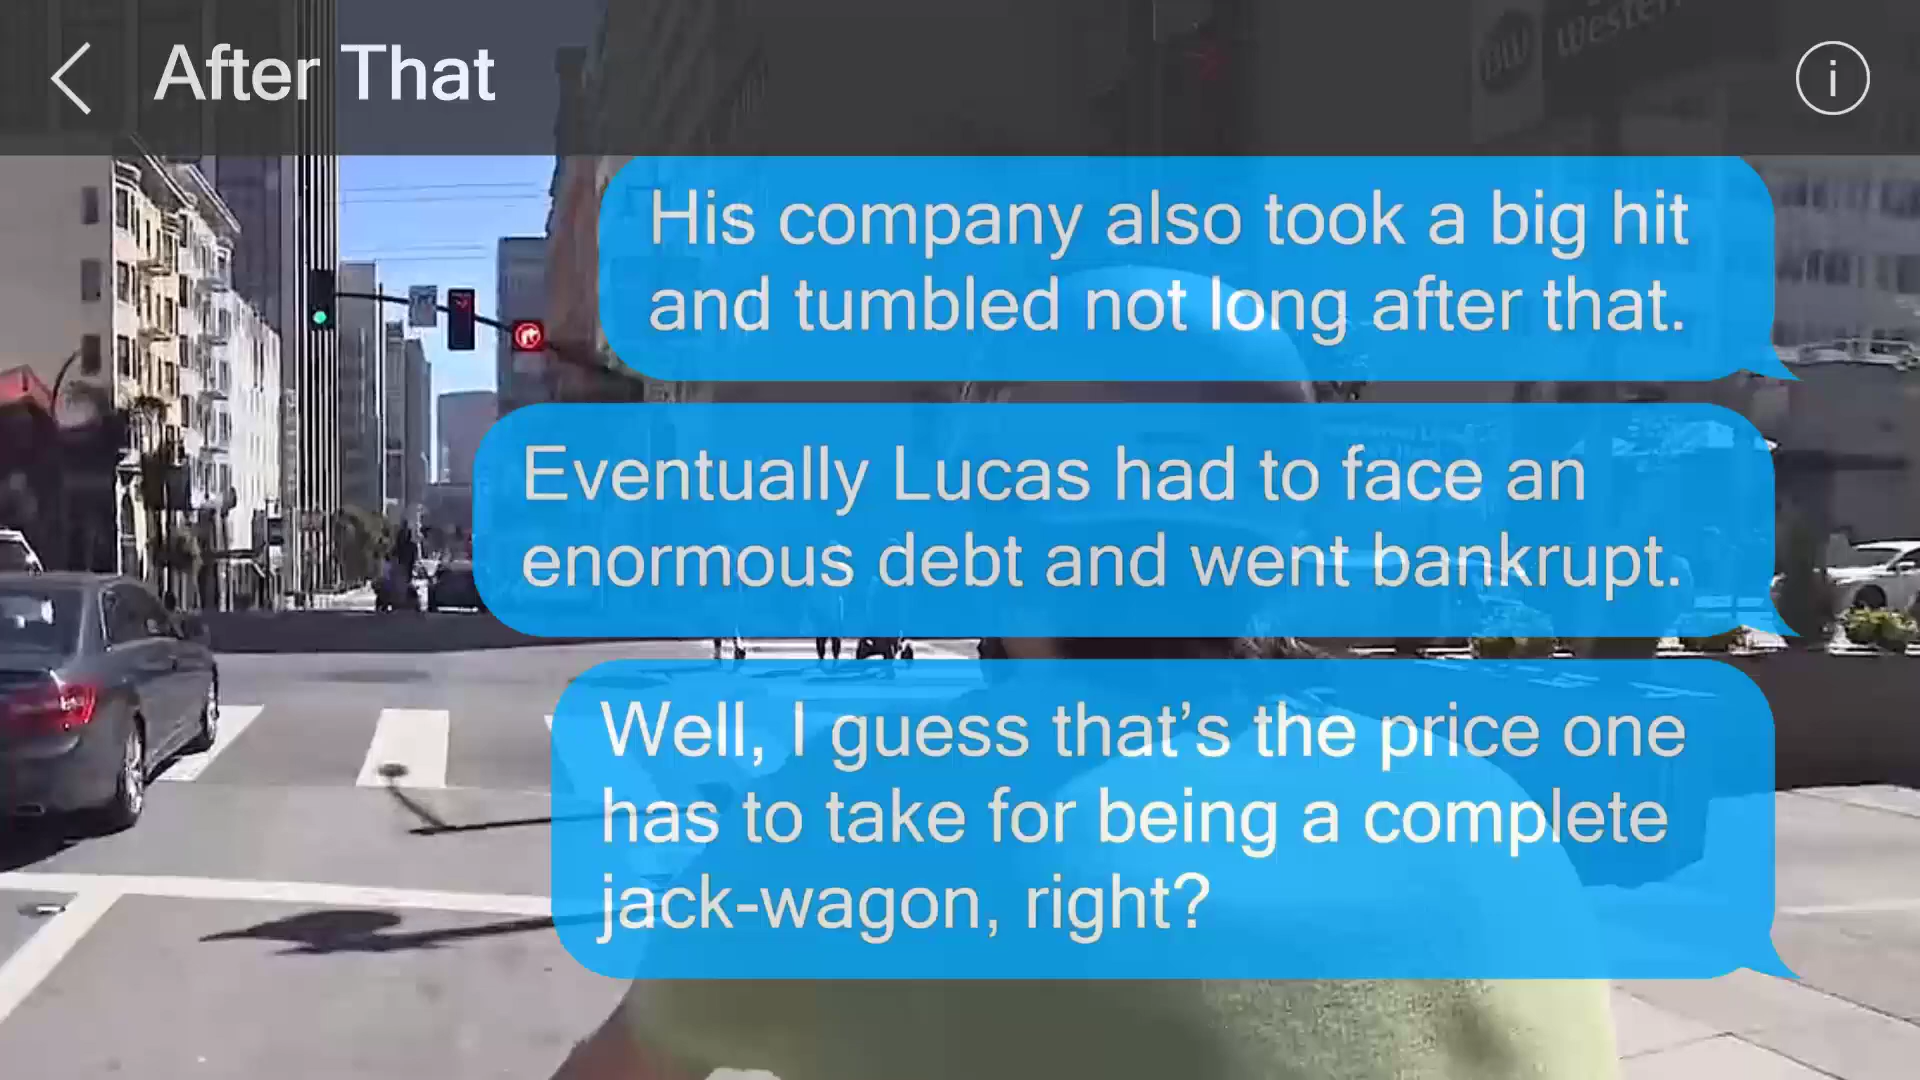 After That
His company also took a big hit
and tumbled not long after that.
Eventually Lucas had to face an
enormous debt and went bankrupt.
Well, I guess that’s the price one
has to take for being a complete
jack-wagon, right?
BW
Western